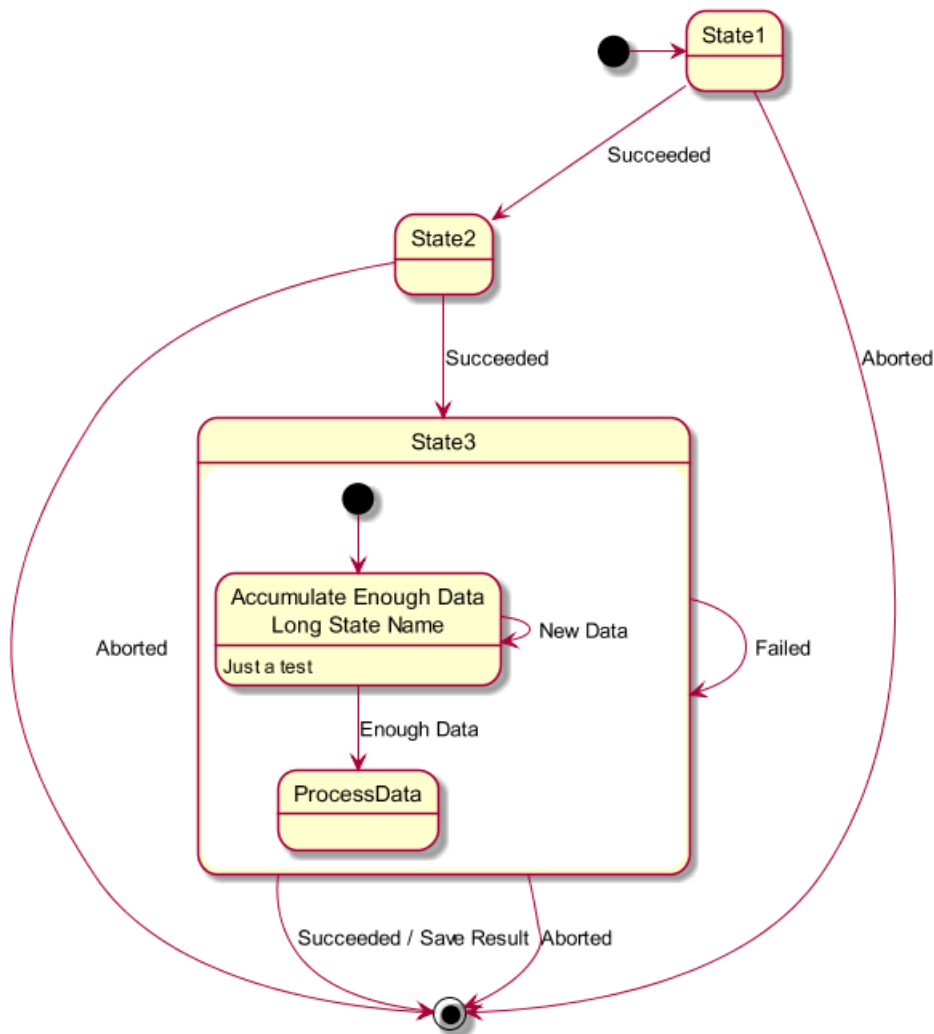 State1
Succeeded
State2
Succeeded
Aborted
State3
Accumulate Enough Data
Long State Name
New Data
Just a test
Aborted
Failed
Enough Data
ProcessData
Succeeded / Save Result
Aborted